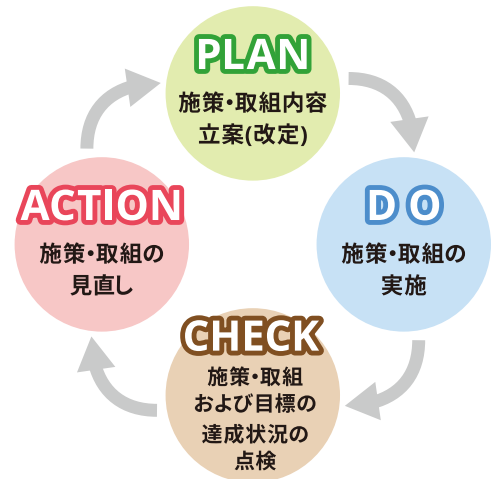 PLAN
施策・取組内容
立案(改定)
DO
施策・取組の
実施
CHECK
施策・取組
および目標の
達成状況の
点検
ACTION
施策・取組の
見直し